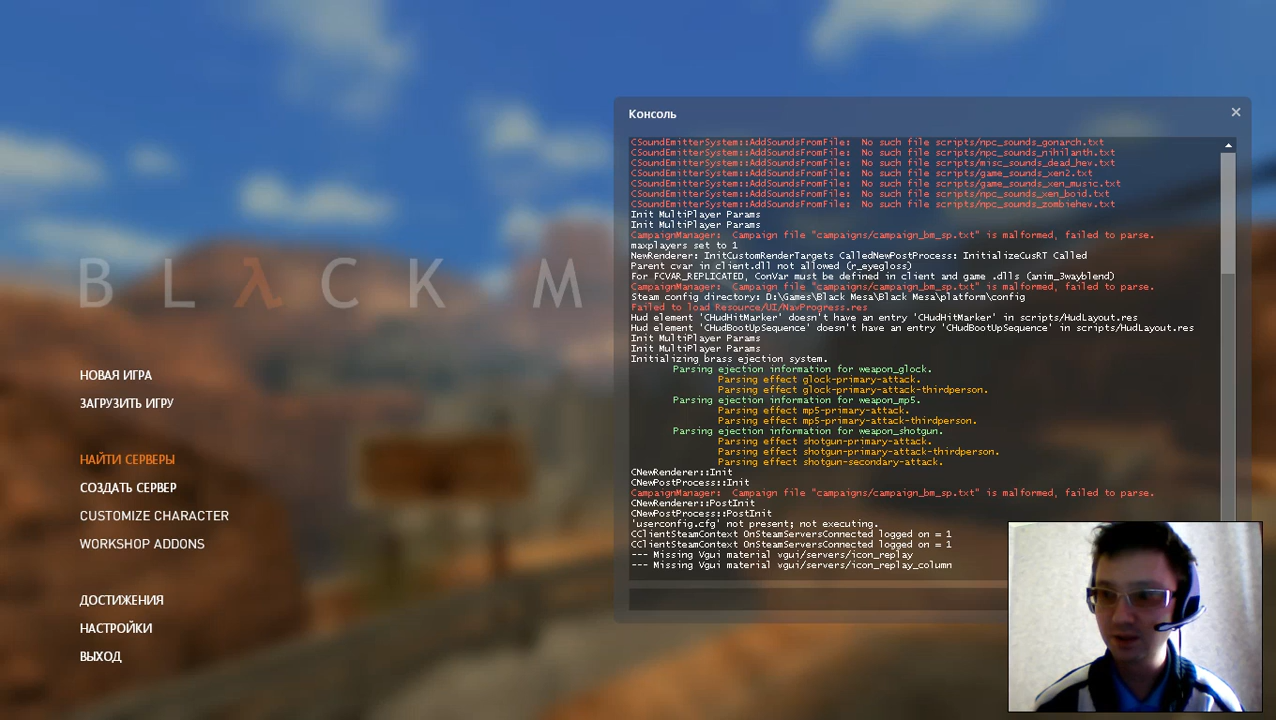 BLλCK M
НОВАЯ ИГРА
ЗАГРУЗИТЬ ИГРУ
НАЙТИ СЕРВЕРЫ
СОЗДАТЬ СЕРВЕР
CUSTOMIZE CHARACTER
WORKSHOP ADDONS
ДОСТИЖЕНИЯ
НАСТРОЙКИ
ВЫХОД
Консоль
CSoundEmitterSystem::AddSoundsFromFile:  No such file scripts/npc_sounds_gonarch.txt
CSoundEmitterSystem::AddSoundsFromFile:  No such file scripts/npc_sounds_nihilanth.txt
CSoundEmitterSystem::AddSoundsFromFile:  No such file scripts/misc_sounds_dead_hev.txt
CSoundEmitterSystem::AddSoundsFromFile:  No such file scripts/game_sounds_xen2.txt
CSoundEmitterSystem::AddSoundsFromFile:  No such file scripts/game_sounds_xen_music.txt
CSoundEmitterSystem::AddSoundsFromFile:  No such file scripts/npc_sounds_xen_boid.txt
CSoundEmitterSystem::AddSoundsFromFile:  No such file scripts/npc_sounds_zombiehev.txt
Init MultiPlayer Params
Init MultiPlayer Params
CampaignManager:  Campaign file "campaigns/campaign_bm_sp.txt" is malformed, failed to parse.
maxplayers set to 1
NewRenderer: InitCustomRenderTargets CalledNewPostProcess: InitializeCusRT Called
Parent cvar in client.dll not allowed (r_eyegloss)
For FCVAR_REPLICATED, ConVar must be defined in client and game .dlls (anim_3wayblend)
CampaignManager:  Campaign file "campaigns/campaign_bm_sp.txt" is malformed, failed to parse.
Steam config directory: D:\Games\Black Mesa\Black Mesa\platform\config
Failed to load Resource/UI/NavProgress.res
Hud element 'CHudHitMarker' doesn't have an entry 'CHudHitMarker' in scripts/HudLayout.res
Hud element 'CHudBootUpSequence' doesn't have an entry 'CHudBootUpSequence' in scripts/HudLayout.res
Init MultiPlayer Params
Init MultiPlayer Params
Initializing brass ejection system.
Parsing ejection information for weapon_glock.
Parsing effect glock-primary-attack.
Parsing effect glock-primary-attack-thirdperson.
Parsing ejection information for weapon_mp5.
Parsing effect mp5-primary-attack.
Parsing effect mp5-primary-attack-thirdperson.
Parsing ejection information for weapon_shotgun.
Parsing effect shotgun-primary-attack.
Parsing effect shotgun-primary-attack-thirdperson.
Parsing effect shotgun-secondary-attack.
CNewRenderer::Init
CNewPostProcess::Init
CampaignManager:  Campaign file "campaigns/campaign_bm_sp.txt" is malformed, failed to parse.
CNewRenderer::PostInit
CNewPostProcess::PostInit
'userconfig.cfg' not present; not executing.
CClientSteamContext OnSteamServersConnected logged on = 1
CClientSteamContext OnSteamServersConnected logged on = 1
--- Missing Vgui material vgui/servers/icon_replay
--- Missing Vgui material vgui/servers/icon_replay_column